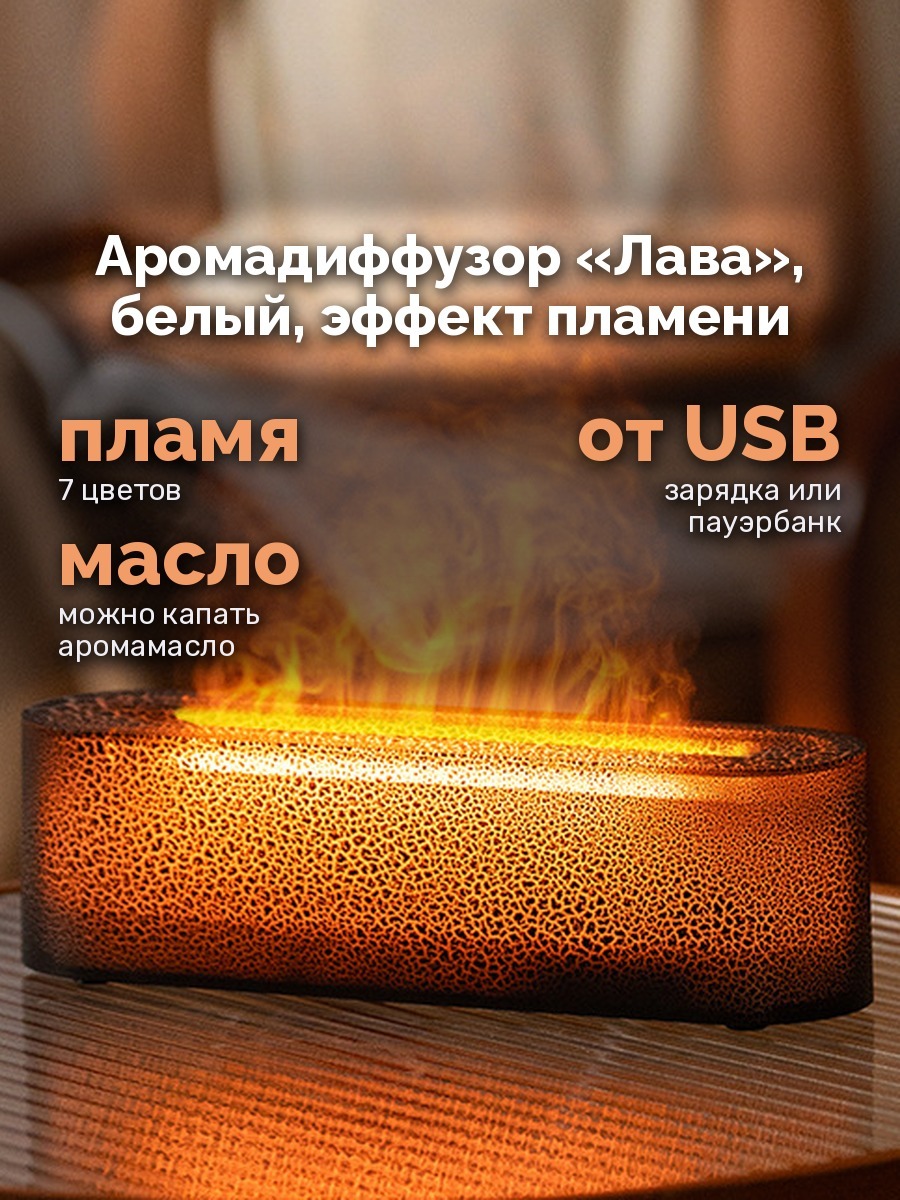 Аромадиффузор «Лава»,
белый, эффект пламени
пламя
7 цветов
масло
можно капать
аромамасло
от USB
зарядка или
пауэрбанк